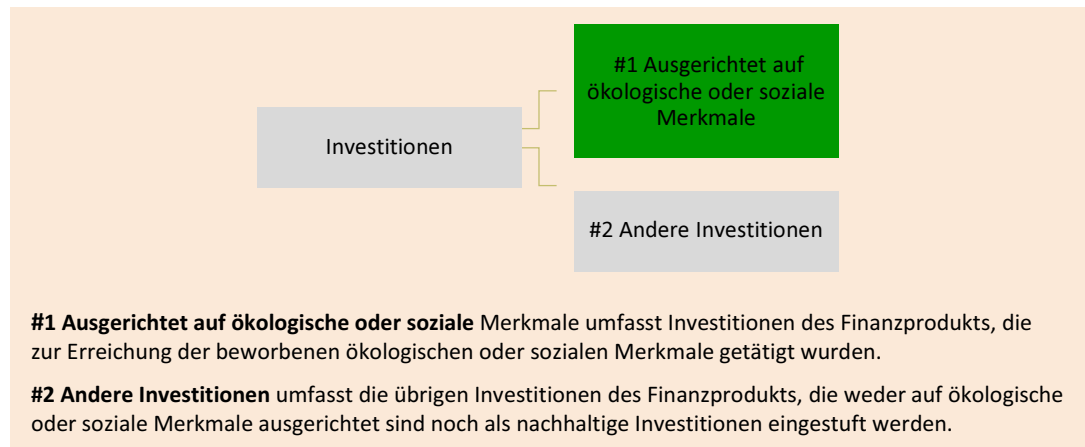 #1 Ausgerichtet auf
ökologische oder soziale
Merkmale
Investitionen
#2 Andere Investitionen
#1 Ausgerichtet auf ökologische oder soziale Merkmale umfasst Investitionen des Finanzprodukts, die
zur Erreichung der beworbenen ökologischen oder sozialen Merkmale getätigt wurden.
#2 Andere Investitionen umfasst die übrigen Investitionen des Finanzprodukts, die weder auf ökologische
oder soziale Merkmale ausgerichtet sind noch als nachhaltige Investitionen eingestuft werden.